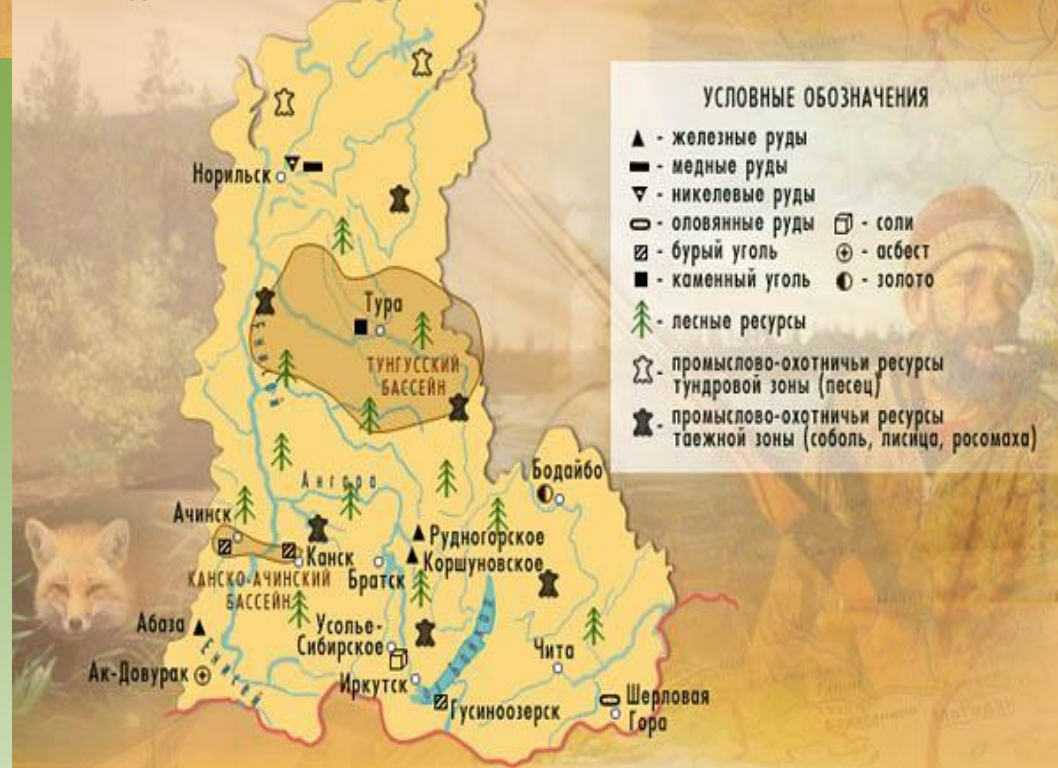 УСЛОВНЫЕ ОБОЗНАЧЕНИЯ
- железные руды
- медные руды
- никелевые руды
- оловянные руды
- соли
- бурый уголь
- асбест
- каменный уголь
- золото
- лесные ресурсы
- промыслово-охотничьи ресурсы
тундровой зоны (песец)
- промыслово-охотничьи ресурсы
таежной зоны (соболь, лисица, росомаха)
Норильск
Тура
ТУНГУССКИЙ
БАССЕЙН
Енисей
Ангара
Бодайбо
Ачинск
Рудногорское
Канск
Коршуновское
Братск
КАНСКО-АЧИНСКИЙ
БАССЕЙН
Абаза
Усолье-
Сибирское
Енисей
Ак-Довурак
Иркутск
Чита
Гусиноозерск
Шерловая
Гора